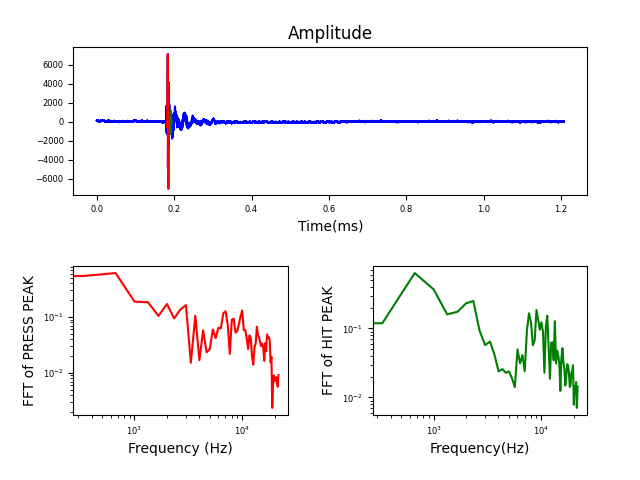 Amplitude
6000
4000
2000
0
−2000
−4000
−6000
0.0 0.2 0.4 0.6 0.8 1.0 1.2
Time(ms)
FFT of PRESS PEAK
10⁻¹
10⁻²
10³ 10⁴
Frequency (Hz)
FFT of HIT PEAK
10⁻¹
10⁻²
10³ 10⁴
Frequency(Hz)